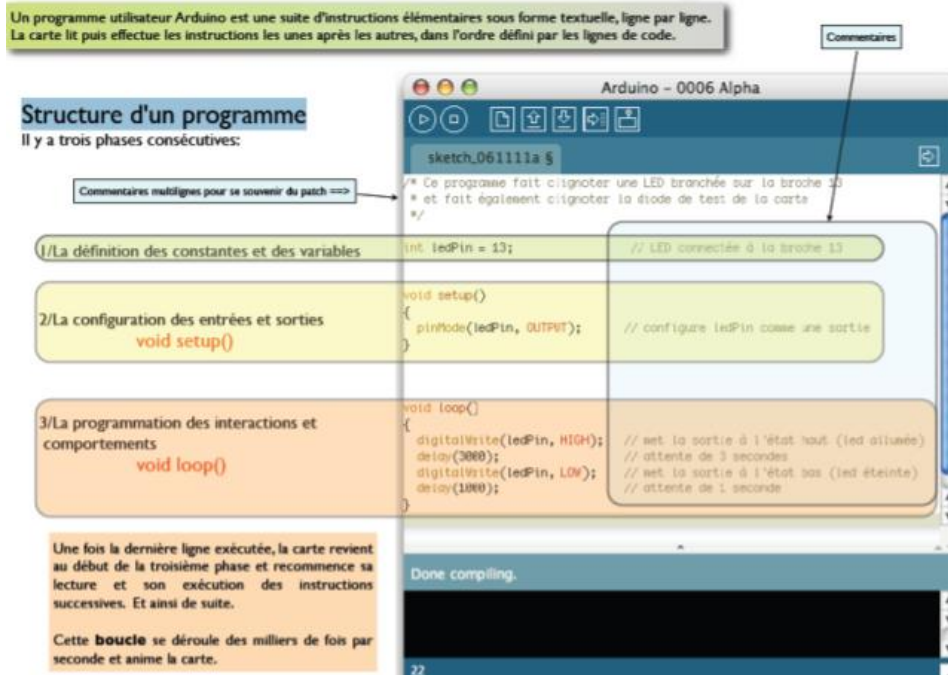 Un programme utilisateur Arduino est une suite d'instructions élémentaires sous forme textuelle, ligne par ligne.
La carte lit puis effectue les instructions les unes après les autres, dans l'ordre défini par les lignes de code.
Commentaires
Structure d'un programme
Il y a trois phases consécutives:
Arduino – 0006 Alpha
sketch_061111a §
Commentaires multilignes pour se souvenir du patch ==>
/* Ce programme fait clignoter une LED branchée sur la broche 13
* et fait également clignoter la diode de test de la carte
*/
1/La définition des constantes et des variables
int ledPin = 13; // LED connectée à la broche 13
2/La configuration des entrées et sorties
void setup()
void setup()
{
pinMode(ledPin, OUTPUT); // configure ledPin comme une sortie
}
3/La programmation des interactions et
comportements
void loop()
void loop()
{
digitalWrite(ledPin, HIGH); // met la sortie à l'état haut (led allumée)
delay(3000); // attente de 3 secondes
digitalWrite(ledPin, LOW); // met la sortie à l'état bas (led éteinte)
delay(1000); // attente de 1 seconde
}
Une fois la dernière ligne exécutée, la carte revient
au début de la troisième phase et recommence sa
lecture et son exécution des instructions
successives. Et ainsi de suite.
Cette boucle se déroule des milliers de fois par
seconde et anime la carte.
Done compiling.
22